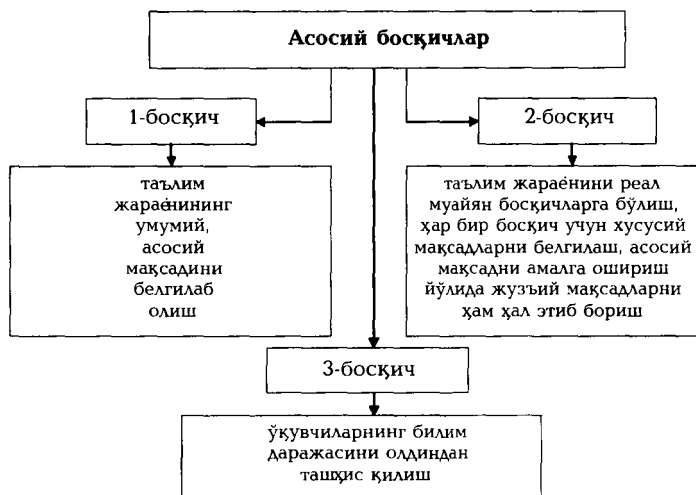 Асосий босқичлар
1-босқич
2-босқич
таълим
жараёнининг
умумий,
асосий
мақсадини
белгилаб
олиш
таълим жараёнини реал
муайян босқичларга бўлиш,
ҳар бир босқич учун хусусий
мақсадларни белгилаш, асосий
мақсадни амалга ошириш
йўлида жузъий мақсадларни
ҳам ҳал этиб бориш
3-босқич
ўқувчиларнинг билим
даражасини олдиндан
ташҳис қилиш